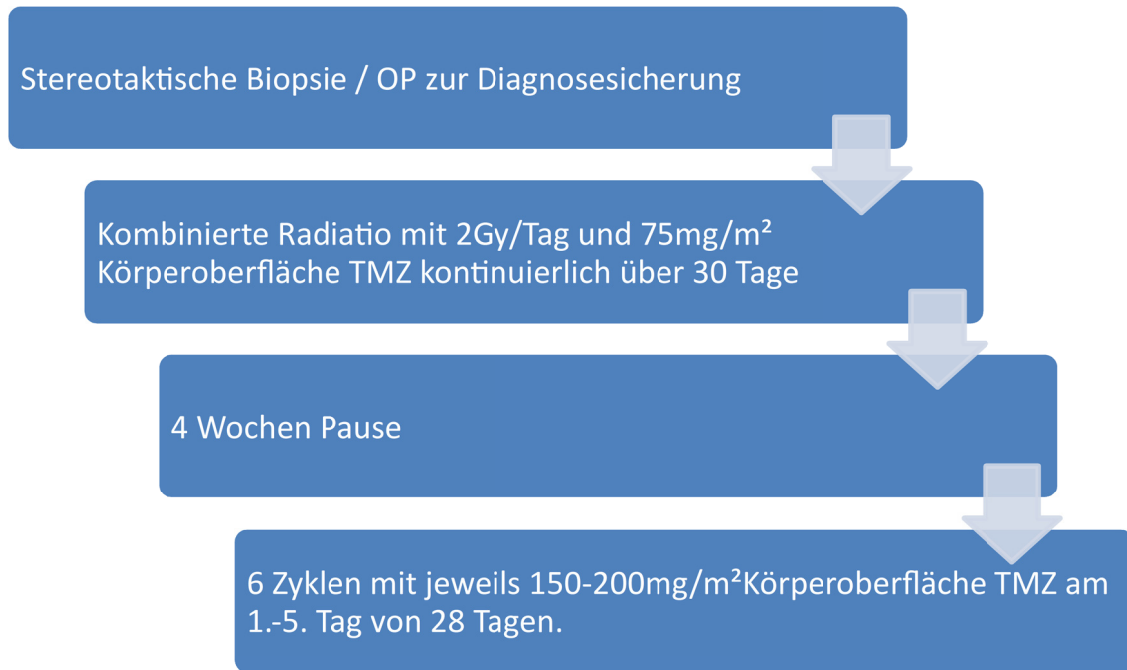 Stereotaktische Biopsie / OP zur Diagnosesicherung
Kombinierte Radiatio mit 2Gy/Tag und 75mg/m²
Körperoberfläche TMZ kontinuierlich über 30 Tage
4 Wochen Pause
6 Zyklen mit jeweils 150-200mg/m²Körperoberfläche TMZ am
1.-5. Tag von 28 Tagen.